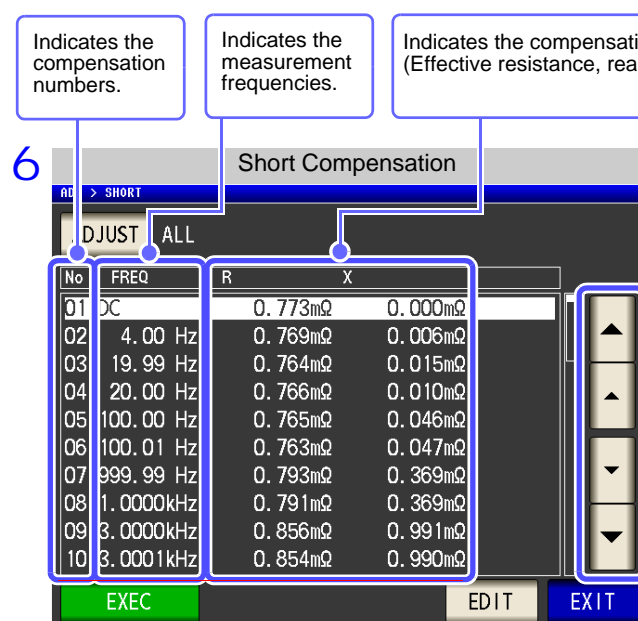 Indicates the
compensation
numbers.
Indicates the
measurement
frequencies.
Indicates the
(Effective resistance,
6
Short Compensation
> SHORT
ADJUST ALL
No FREQ R X
01 DC 0.773mΩ 0.000mΩ
02 4.00 Hz 0.769mΩ 0.006mΩ
03 19.99 Hz 0.764mΩ 0.015mΩ
04 20.00 Hz 0.766mΩ 0.010mΩ
05 100.00 Hz 0.765mΩ 0.046mΩ
06 100.01 Hz 0.763mΩ 0.047mΩ
07 999.99 Hz 0.793mΩ 0.369mΩ
08 1.0000kHz 0.791mΩ 0.369mΩ
09 3.0000kHz 0.856mΩ 0.991mΩ
10 3.0001kHz 0.854mΩ 0.990mΩ
EXEC EDIT EXIT